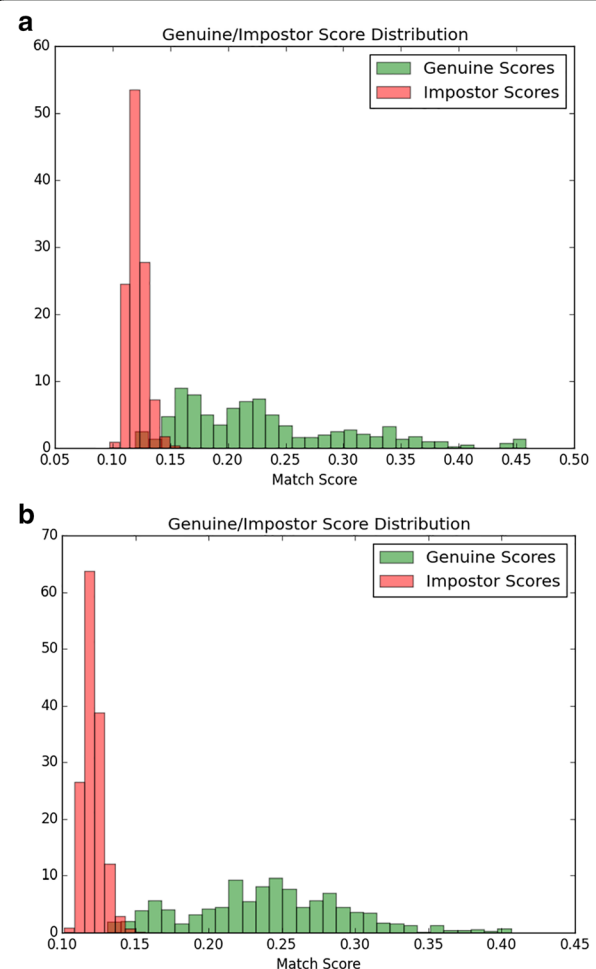 a
Genuine/Impostor Score Distribution
60
50
40
30
20
10
0
Genuine Scores
Impostor Scores
0.05 0.10 0.15 0.20 0.25 0.30 0.35 0.40 0.45 0.50
Match Score
b
Genuine/Impostor Score Distribution
70
60
50
40
30
20
10
0
Genuine Scores
Impostor Scores
0.10 0.15 0.20 0.25 0.30 0.35 0.40 0.45
Match Score